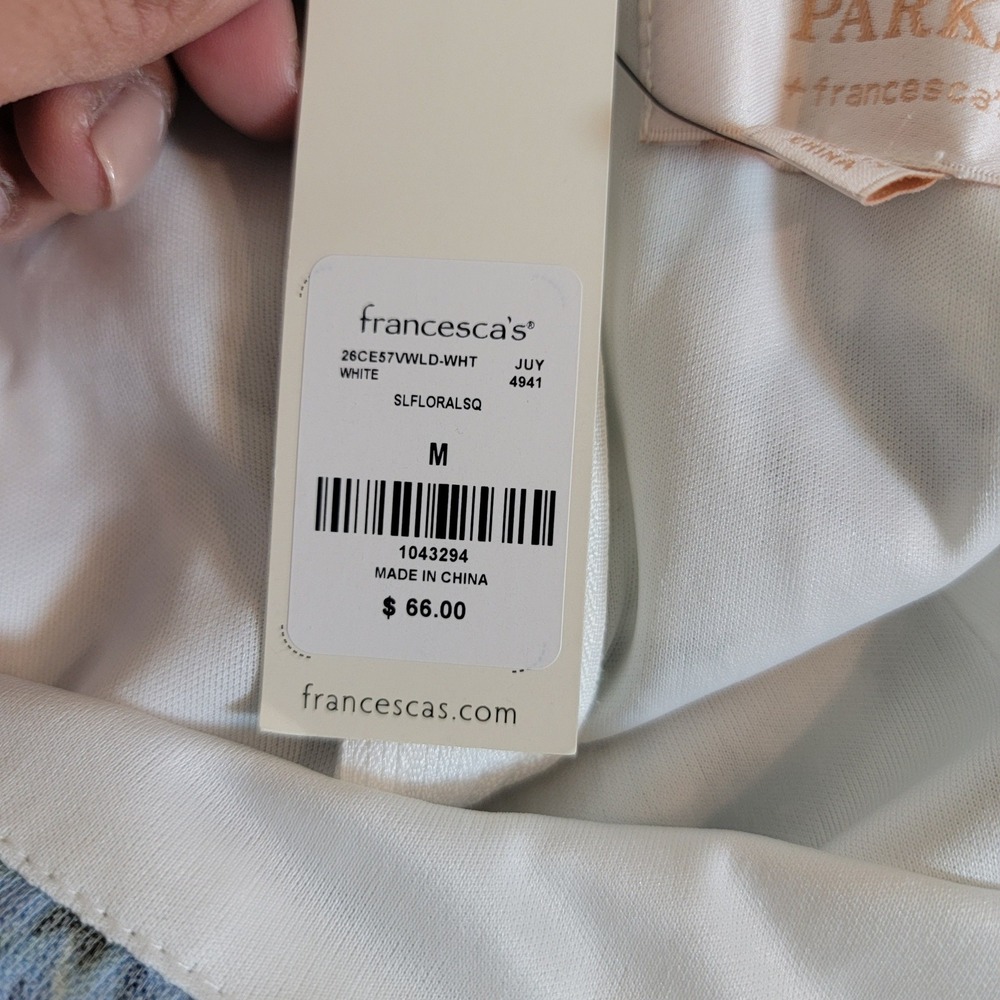 PARK
+ francesca's
CHINA
francesca's®
26CE57VWLD-WHT JUY
WHITE 4941
SLFLORALSQ
M
1043294
MADE IN CHINA
$ 66.00
francescas.com